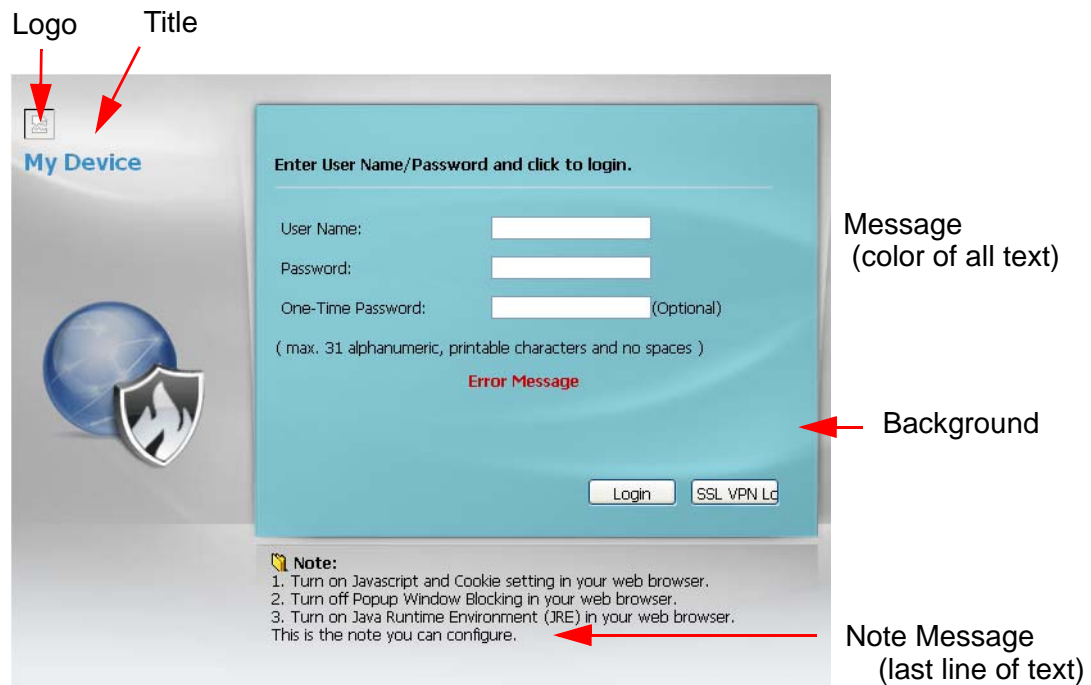 Logo
Title
My Device
Enter User Name/Password and click to login.
User Name:
Password:
One-Time Password:
(Optional)
( max. 31 alphanumeric, printable characters and no spaces )
Error Message
Login
SSL VPN Lo
Message
(color of all text)
Background
Note:
1. Turn on Javascript and Cookie setting in your web browser.
2. Turn off Popup Window Blocking in your web browser.
3. Turn on Java Runtime Environment (JRE) in your web browser.
This is the note you can configure.
Note Message
(last line of text)